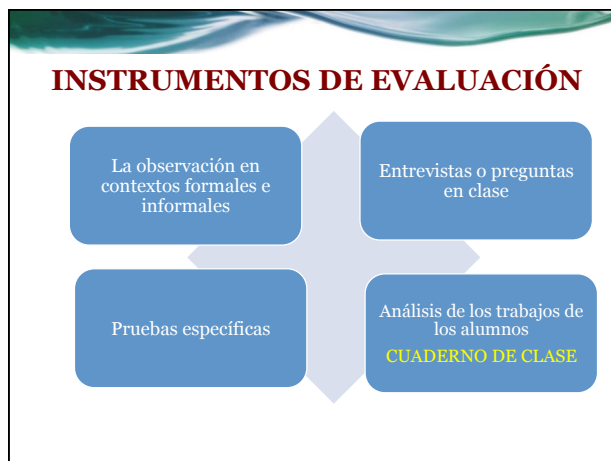 INSTRUMENTOS DE EVALUACIÓN
La observación en
contextos formales e
informales
Entrevistas o preguntas
en clase
Pruebas específicas
Análisis de los trabajos de
los alumnos
CUADERNO DE CLASE